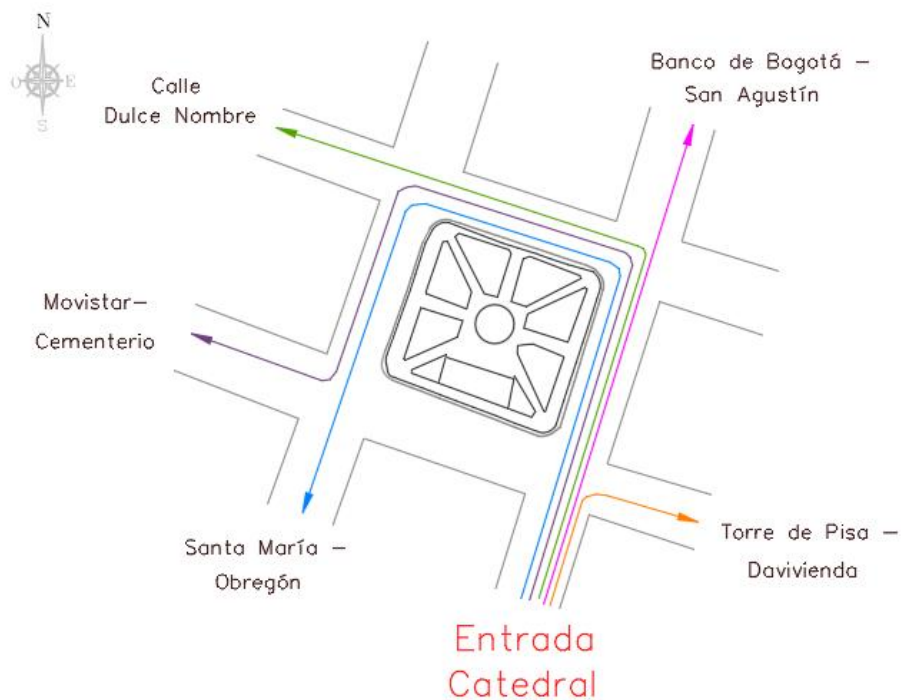 N
O
E
S
Calle
Dulce Nombre
Banco de Bogotá –
San Agustín
Movistar–
Cementerio
Santa María –
Obregón
Torre de Pisa –
Davivienda
Entrada
Catedral